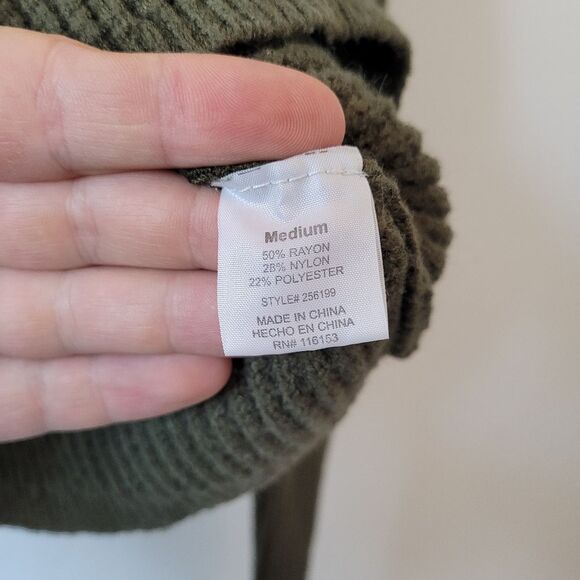 Medium
50% RAYON
28% NYLON
22% POLYESTER
STYLE# 256199
MADE IN CHINA
HECHO EN CHINA
RN# 116153